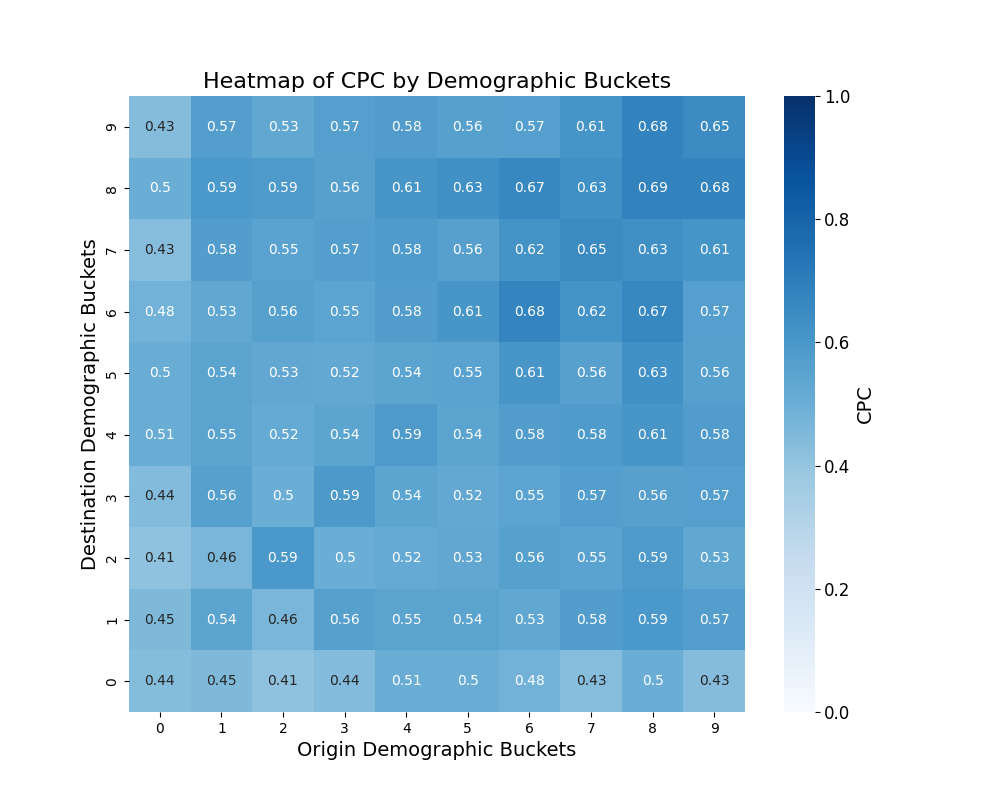 Heatmap of CPC by Demographic Buckets
Destination Demographic Buckets
9 0.43 0.57 0.53 0.57 0.58 0.56 0.57 0.61 0.68 0.65
8 0.5 0.59 0.59 0.56 0.61 0.63 0.67 0.63 0.69 0.68
7 0.43 0.58 0.55 0.57 0.58 0.56 0.62 0.65 0.63 0.61
6 0.48 0.53 0.56 0.55 0.58 0.61 0.68 0.62 0.67 0.57
5 0.5 0.54 0.53 0.52 0.54 0.55 0.61 0.56 0.63 0.56
4 0.51 0.55 0.52 0.54 0.59 0.54 0.58 0.58 0.61 0.58
3 0.44 0.56 0.5 0.59 0.54 0.52 0.55 0.57 0.56 0.57
2 0.41 0.46 0.59 0.5 0.52 0.53 0.56 0.55 0.59 0.53
1 0.45 0.54 0.46 0.56 0.55 0.54 0.53 0.58 0.59 0.57
0 0.44 0.45 0.41 0.44 0.51 0.5 0.48 0.43 0.5 0.43
0 1 2 3 4 5 6 7 8 9
Origin Demographic Buckets
1.0
0.8
0.6
0.4
0.2
0.0
CPC